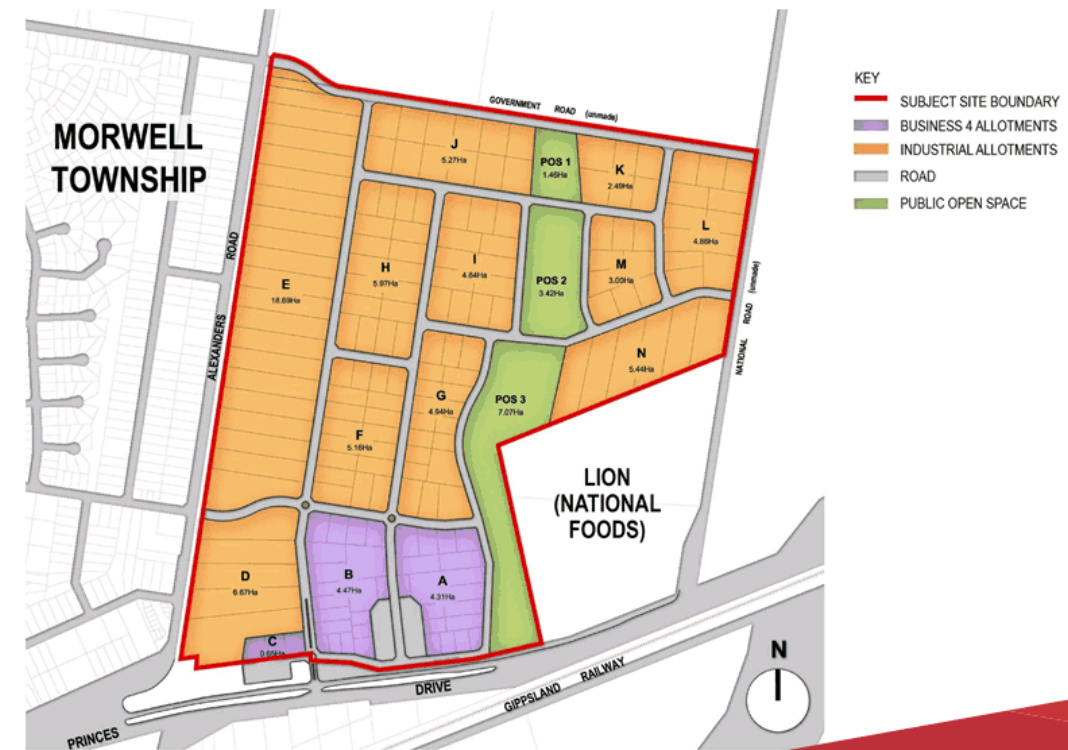 MORWELL
TOWNSHIP
GOVERNMENT ROAD (unmade)
KEY
SUBJECT SITE BOUNDARY
BUSINESS 4 ALLOTMENTS
INDUSTRIAL ALLOTMENTS
ROAD
PUBLIC OPEN SPACE
J
5.27Ha
POS 1
1.46Ha
K
2.49Ha
L
4.86Ha
ALEXANDERS ROAD
E
18.69Ha
H
5.97Ha
I
4.64Ha
POS 2
3.42Ha
M
3.00Ha
NATIONAL ROAD (unmade)
N
5.44Ha
G
4.94Ha
POS 3
7.07Ha
F
5.16Ha
LION
(NATIONAL
FOODS)
D
6.67Ha
B
4.47Ha
A
4.31Ha
C
0.65Ha
PRINCES DRIVE
GIPPSLAND RAILWAY
N